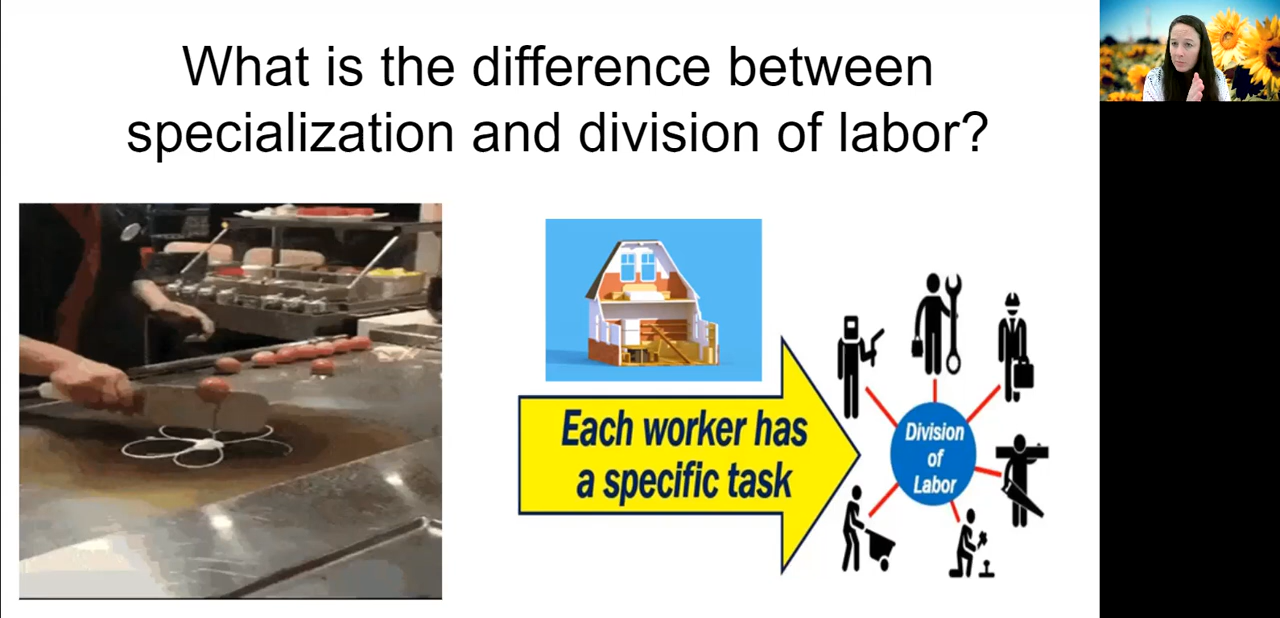 What is the difference between
specialization and division of labor?
Each worker has
a specific task
Division
of
Labor